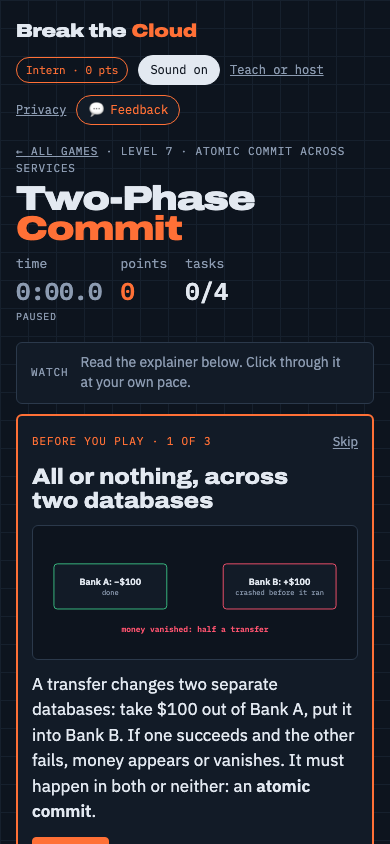 Break the Cloud
Intern · 0 pts
Sound on
Teach or host
Privacy
💬 Feedback
← ALL GAMES · LEVEL 7 · ATOMIC COMMIT ACROSS
SERVICES
Two-Phase
Commit
time
points
tasks
0:00.0
0
0/4
PAUSED
WATCH
Read the explainer below. Click through it
at your own pace.
BEFORE YOU PLAY · 1 OF 3
Skip
All or nothing, across
two databases
Bank A: −$100
done
Bank B: +$100
crashed before it ran
money vanished: half a transfer
A transfer changes two separate
databases: take $100 out of Bank A, put it
into Bank B. If one succeeds and the other
fails, money appears or vanishes. It must
happen in both or neither: an atomic
commit.